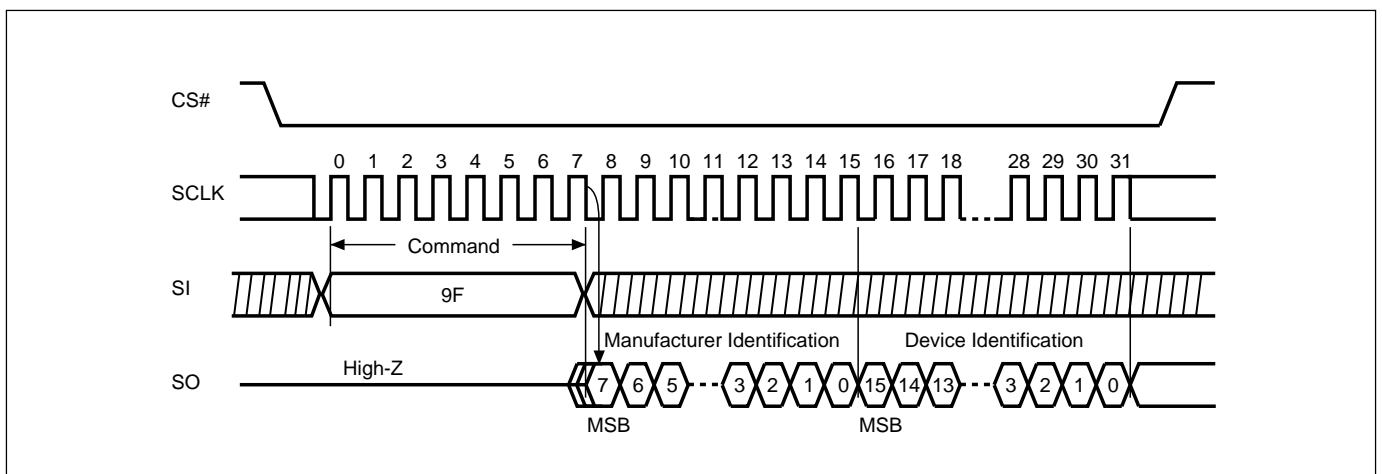 CS#
0 1 2 3 4 5 6 7 8 9 10 11 12 13 14 15 16 17 18 28 29 30 31
SCLK
Command
SI
9F
Manufacturer Identification Device Identification
High-Z
SO
7 6 5 3 2 1 0 15 14 13 3 2 1 0
MSB MSB